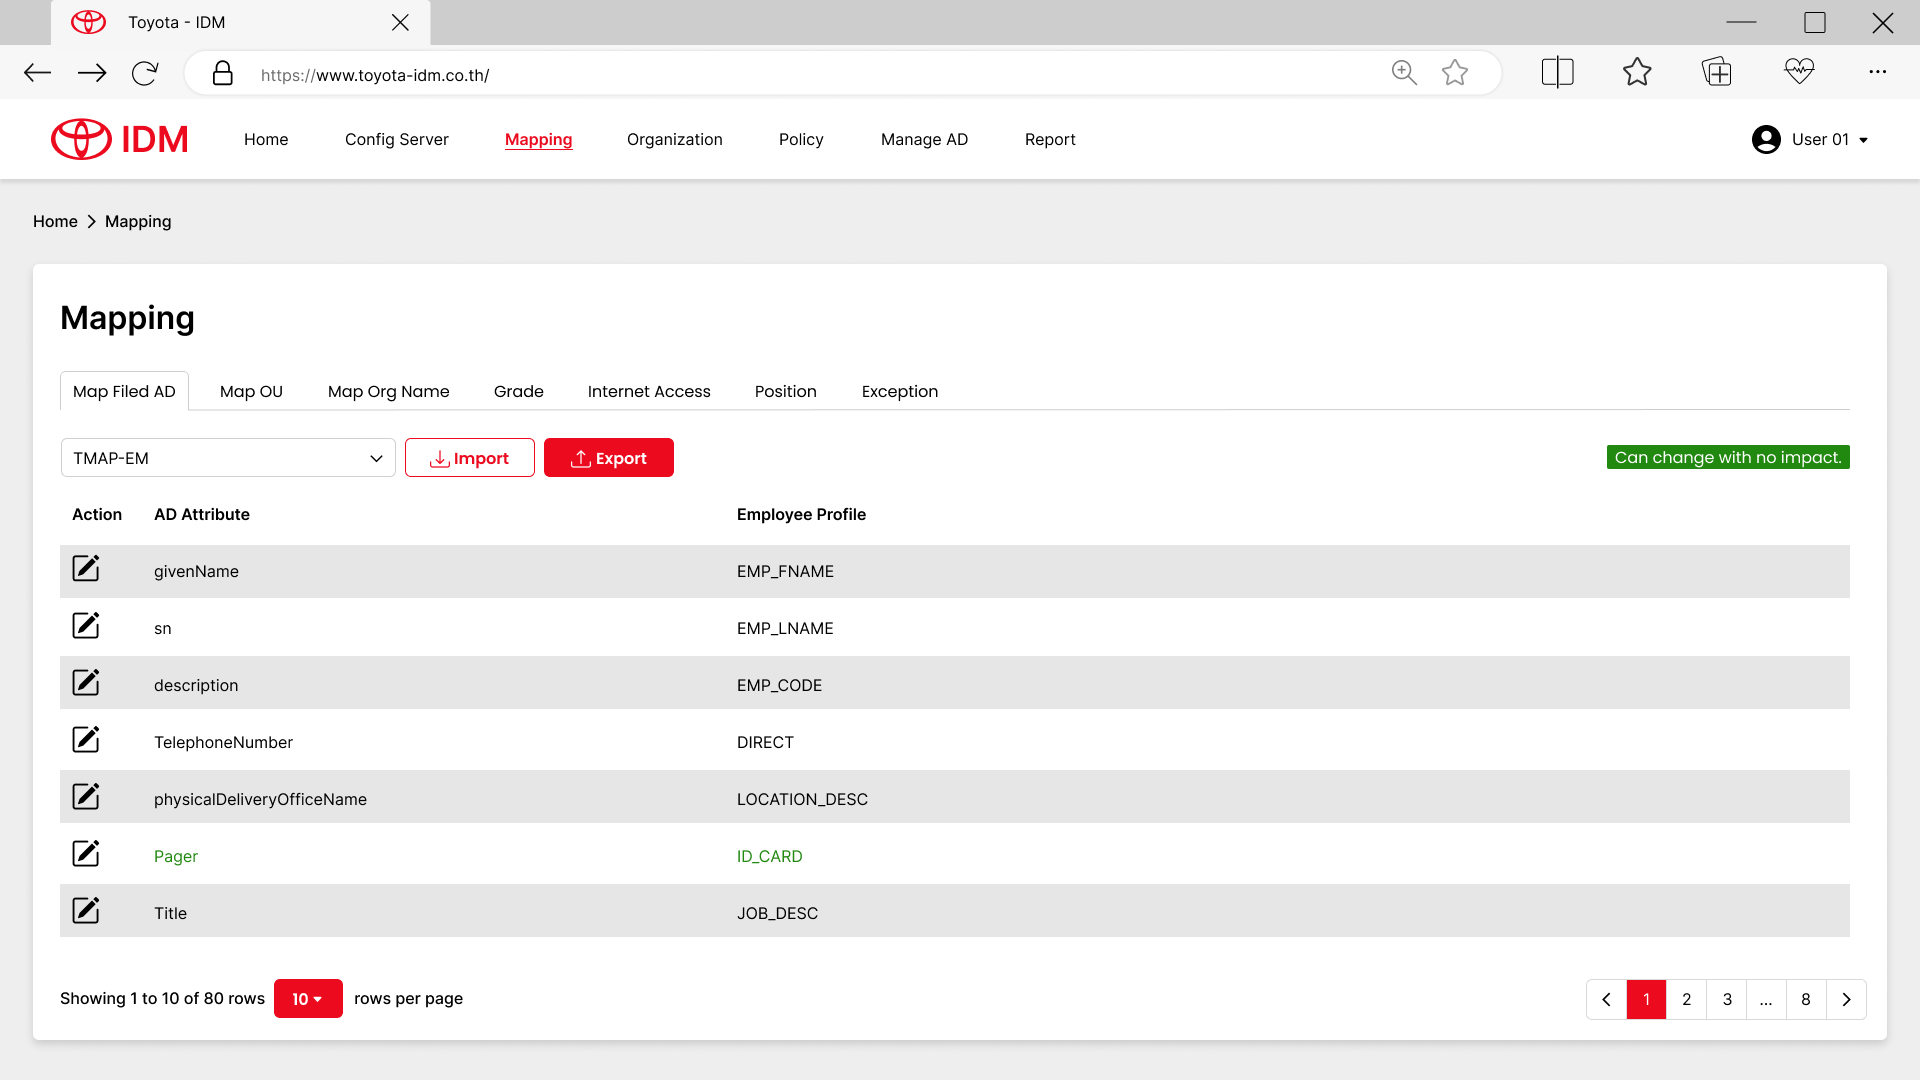 Toyota - IDM
https://www.toyota-idm.co.th/
IDM
Home Config Server Mapping Organization Policy Manage AD Report User 01
Home Mapping
Mapping
Map Filed AD Map OU Map Org Name Grade Internet Access Position Exception
TMAP-EM Import Export Can change with no impact.
Action AD Attribute Employee Profile
givenName EMP_FNAME
sn EMP_LNAME
description EMP_CODE
TelephoneNumber DIRECT
physicalDeliveryOfficeName LOCATION_DESC
Pager ID_CARD
Title JOB_DESC
Showing 1 to 10 of 80 rows 10 rows per page 1 2 3 ... 8